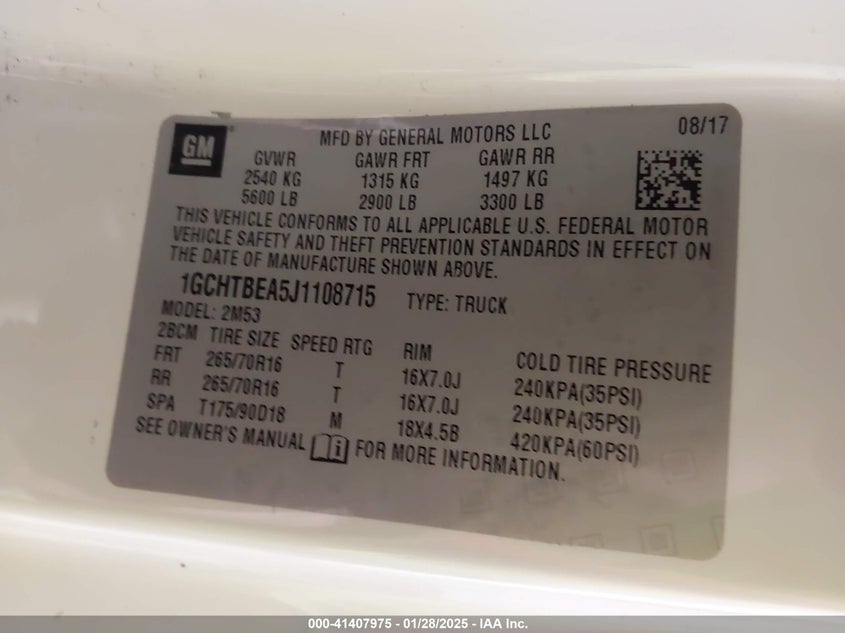 GM
MFD BY GENERAL MOTORS LLC 08/17
GVWR GAWR FRT GAWR RR
2540 KG 1315 KG 1497 KG
5600 LB 2900 LB 3300 LB
THIS VEHICLE CONFORMS TO ALL APPLICABLE U.S. FEDERAL MOTOR
VEHICLE SAFETY AND THEFT PREVENTION STANDARDS IN EFFECT ON
THE DATE OF MANUFACTURE SHOWN ABOVE.
1GCHTBEA5J1108715 TYPE: TRUCK
MODEL: 2M53
2BCM TIRE SIZE SPEED RTG RIM COLD TIRE PRESSURE
FRT 265/70R16 T 16X7.0J 240KPA(35PSI)
RR 265/70R16 T 16X7.0J 240KPA(35PSI)
SPA T175/90D18 M 18X4.5B 420KPA(60PSI)
SEE OWNER'S MANUAL i FOR MORE INFORMATION.
000-41407975 - 01/28/2025 - IAA Inc.